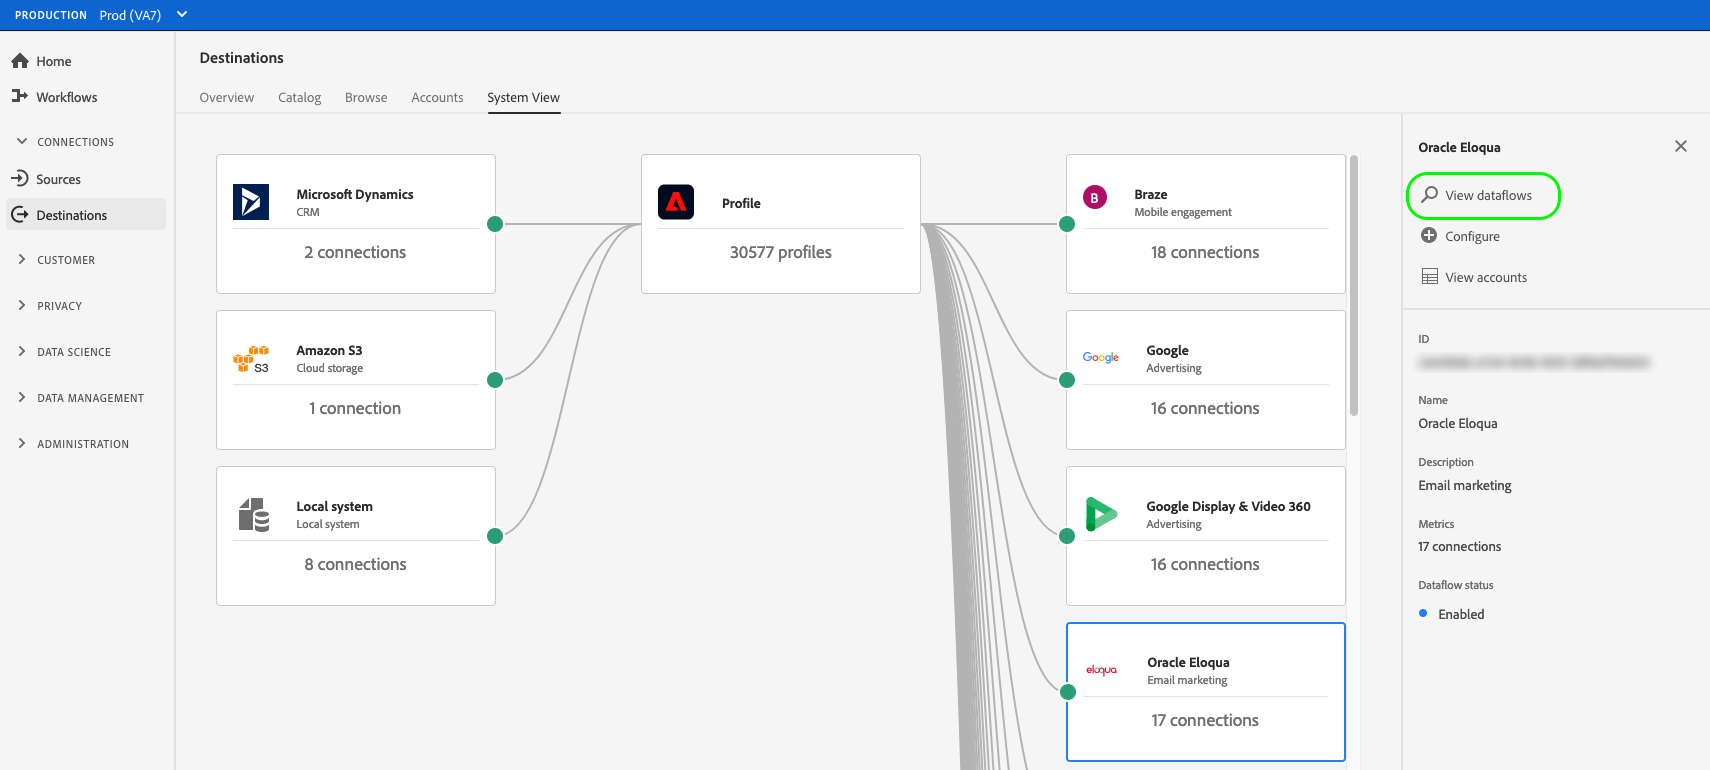 PRODUCTION Prod (VA7)
Home
Workflows
CONNECTIONS
Sources
Destinations
CUSTOMER
PRIVACY
DATA SCIENCE
DATA MANAGEMENT
ADMINISTRATION
Destinations
Overview Catalog Browse Accounts System View
Microsoft Dynamics
CRM
2 connections
S3
Amazon S3
Cloud storage
1 connection
Local system
Local system
8 connections
Profile
30577 profiles
B
Braze
Mobile engagement
18 connections
Google
Google
Advertising
16 connections
Google Display & Video 360
Advertising
16 connections
eloqua
Oracle Eloqua
Email marketing
17 connections
Oracle Eloqua
View dataflows
Configure
View accounts
ID
Name
Oracle Eloqua
Description
Email marketing
Metrics
17 connections
Dataflow status
Enabled